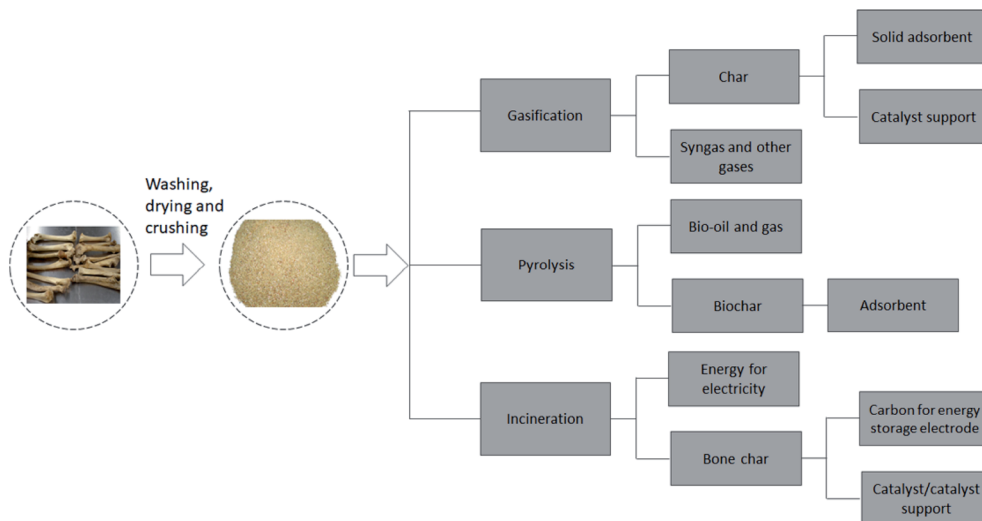 Washing,
drying and
crushing
Gasification
Char
Solid adsorbent
Catalyst support
Syngas and other
gases
Pyrolysis
Bio-oil and gas
Biochar
Adsorbent
Incineration
Energy for
electricity
Bone char
Carbon for energy
storage electrode
Catalyst/catalyst
support